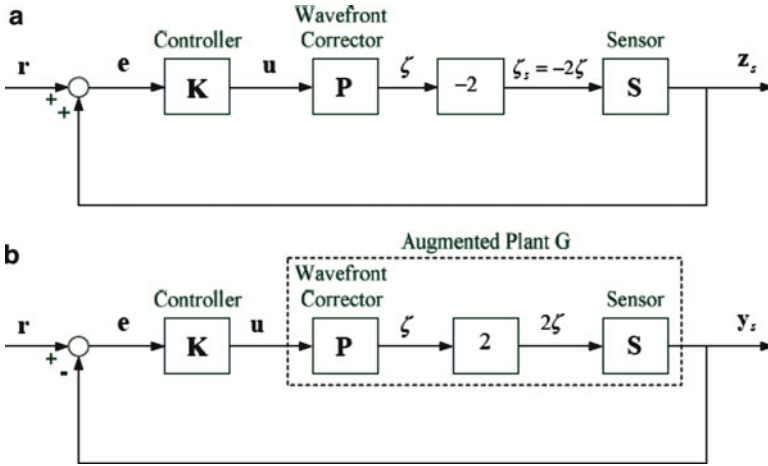 a
Controller
Wavefront
Corrector
Sensor
r
e
K
u
P
ζ
−2
ζs = −2ζ
S
zs
+
+
b
Augmented Plant G
Controller
Wavefront
Corrector
Sensor
r
e
K
u
P
ζ
2
2ζ
S
ys
+
-